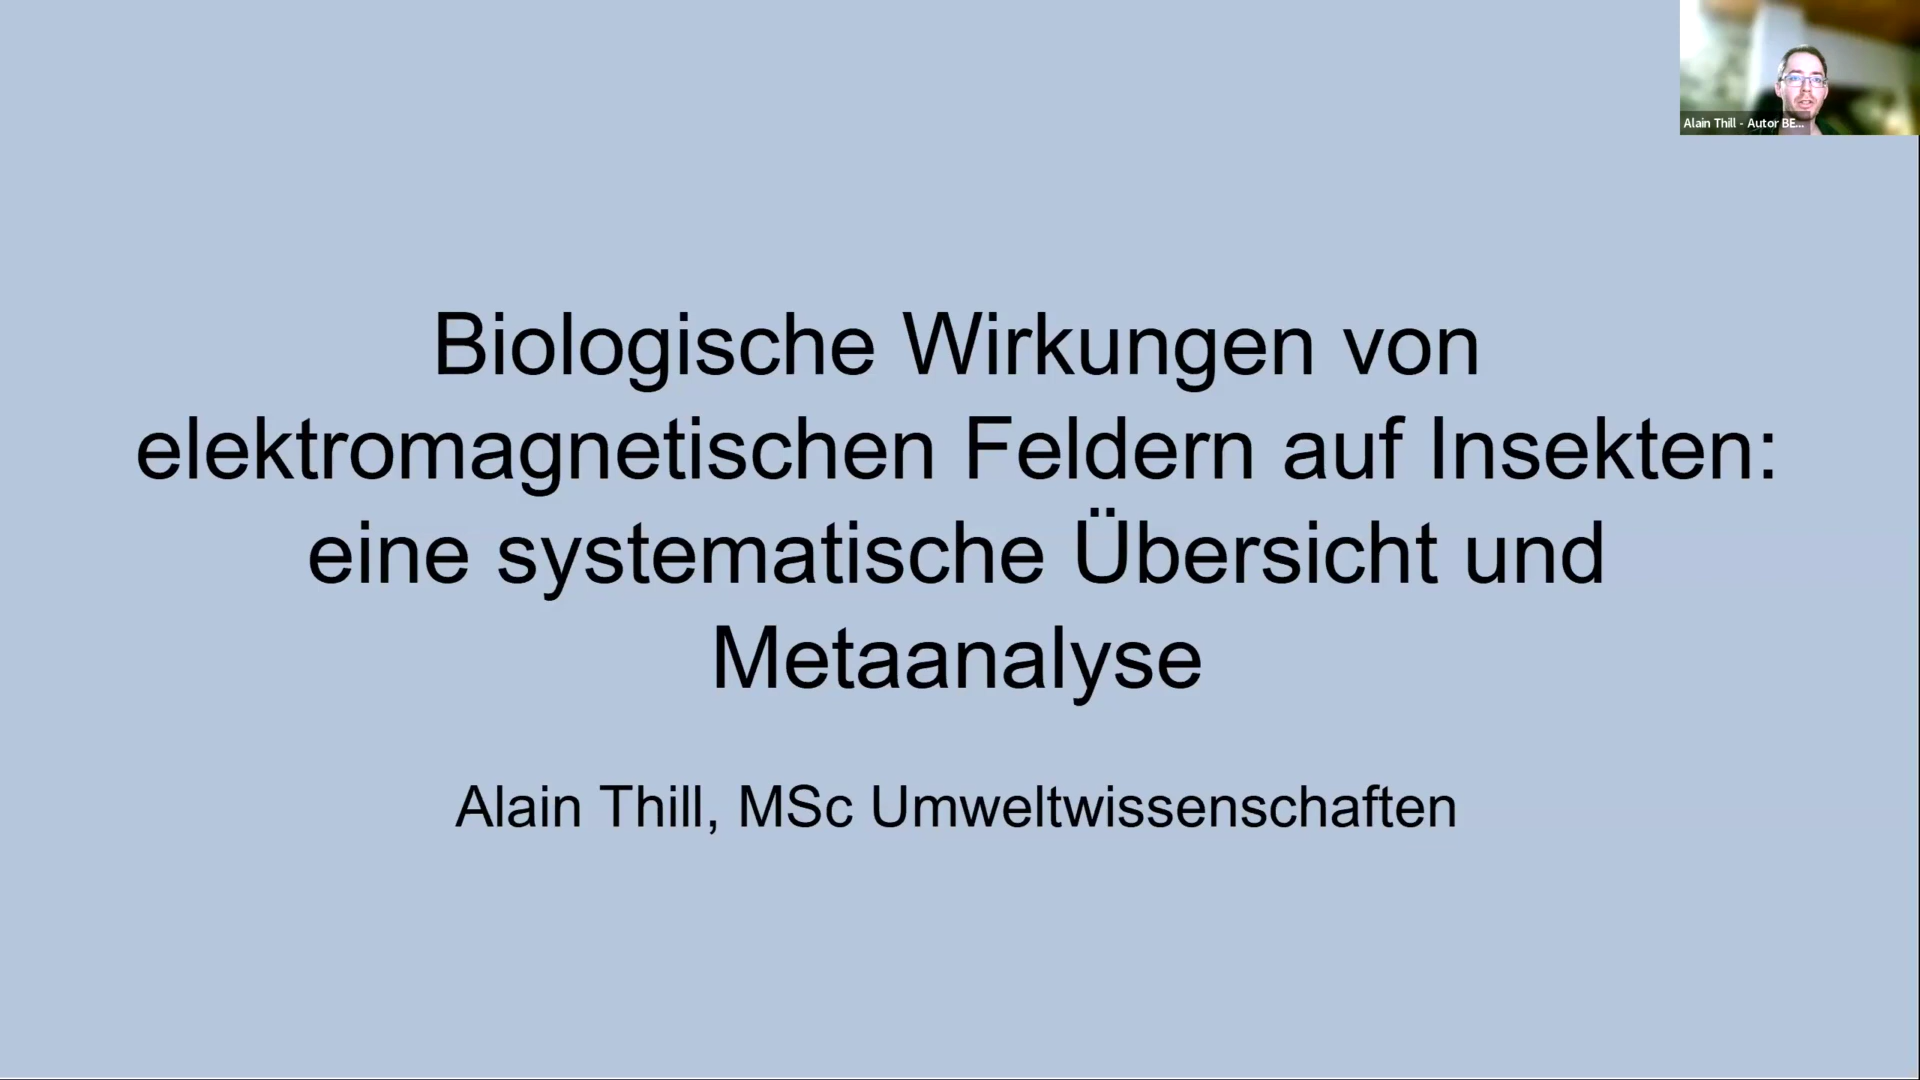 Alain Thill - Autor BE...
Biologische Wirkungen von
elektromagnetischen Feldern auf Insekten:
eine systematische Übersicht und
Metaanalyse
Alain Thill, MSc Umweltwissenschaften